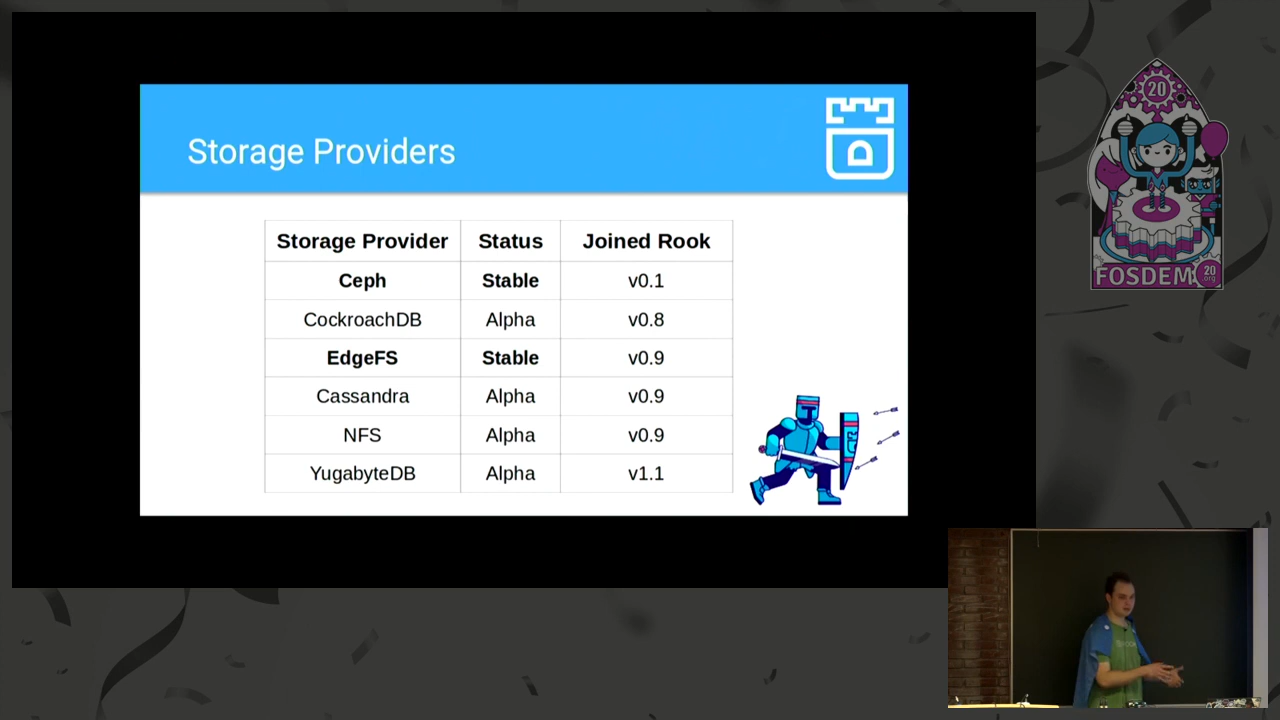 Storage Providers
Storage Provider Status Joined Rook
Ceph Stable v0.1
CockroachDB Alpha v0.8
EdgeFS Stable v0.9
Cassandra Alpha v0.9
NFS Alpha v0.9
YugabyteDB Alpha v1.1
20
FOSDEM
20
.org